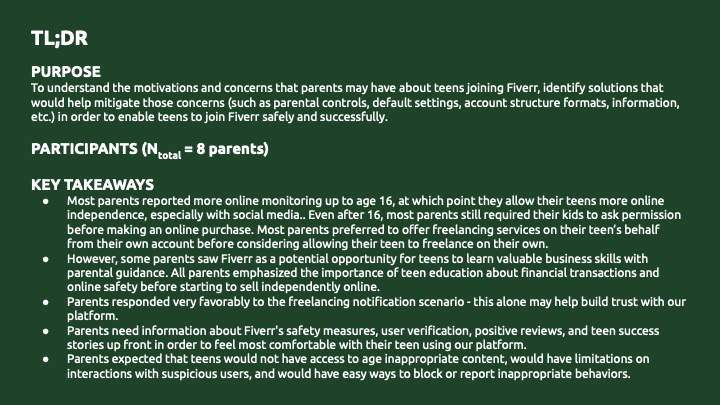 TL;DR
PURPOSE
To understand the motivations and concerns that parents may have about teens joining Fiverr, identify solutions that
would help mitigate those concerns (such as parental controls, default settings, account structure formats, information,
etc.) in order to enable teens to join Fiverr safely and successfully.
PARTICIPANTS (Ntotal = 8 parents)
KEY TAKEAWAYS
● Most parents reported more online monitoring up to age 16, at which point they allow their teens more online
independence, especially with social media.. Even after 16, most parents still required their kids to ask permission
before making an online purchase. Most parents preferred to offer freelancing services on their teen's behalf
from their own account before considering allowing their teen to freelance on their own.
● However, some parents saw Fiverr as a potential opportunity for teens to learn valuable business skills with
parental guidance. All parents emphasized the importance of teen education about financial transactions and
online safety before starting to sell independently online.
● Parents responded very favorably to the freelancing notification scenario - this alone may help build trust with our
platform.
● Parents need information about Fiverr's safety measures, user verification, positive reviews, and teen success
stories up front in order to feel most comfortable with their teen using our platform.
● Parents expected that teens would not have access to age inappropriate content, would have limitations on
interactions with suspicious users, and would have easy ways to block or report inappropriate behaviors.